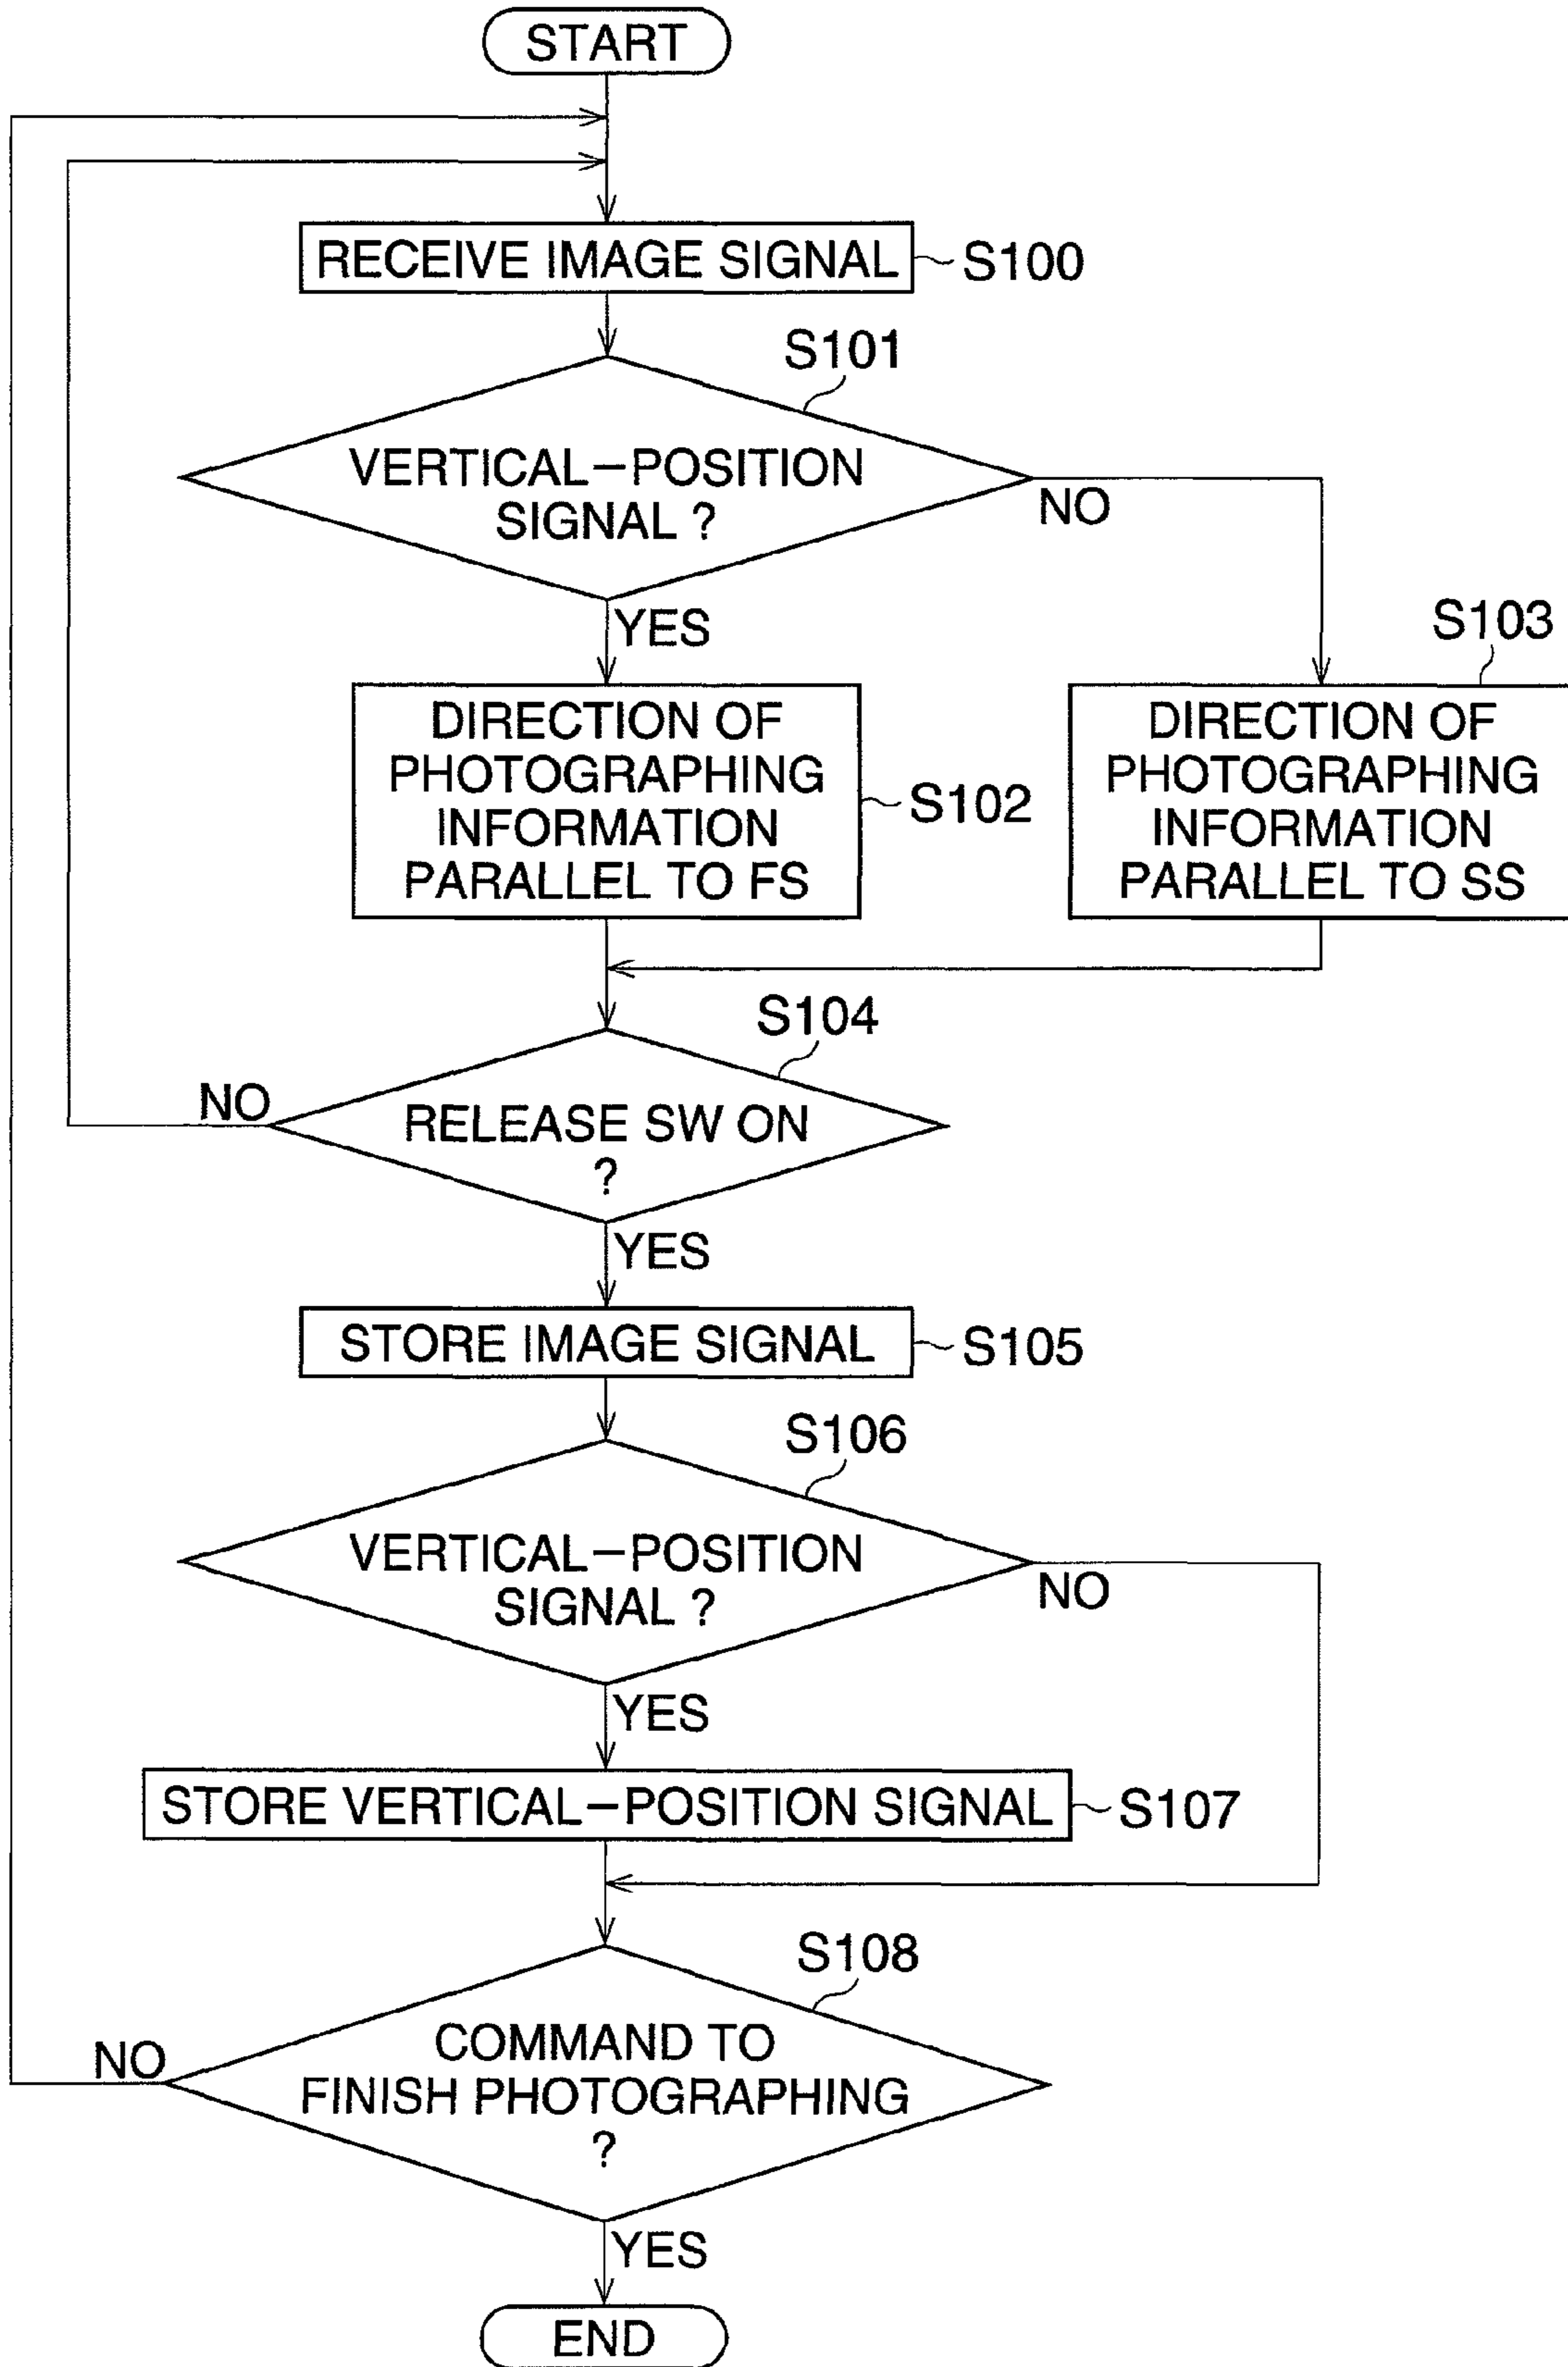 START
RECEIVE IMAGE SIGNAL
S100
S101
VERTICAL-POSITION
SIGNAL ?
NO
YES
S103
DIRECTION OF
PHOTOGRAPHING
INFORMATION
PARALLEL TO FS
S102
DIRECTION OF
PHOTOGRAPHING
INFORMATION
PARALLEL TO SS
S104
NO
RELEASE SW ON
?
YES
STORE IMAGE SIGNAL
S105
S106
VERTICAL-POSITION
SIGNAL ?
NO
YES
STORE VERTICAL-POSITION SIGNAL
S107
S108
NO
COMMAND TO
FINISH PHOTOGRAPHING
?
YES
END